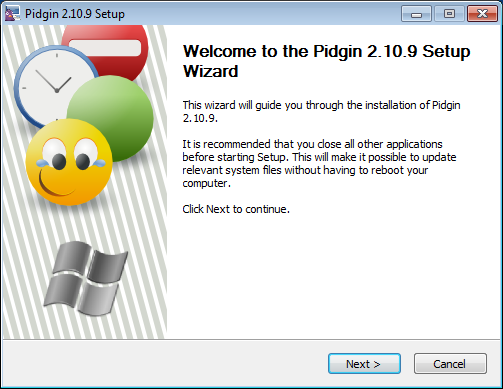 Pidgin 2.10.9 Setup
Welcome to the Pidgin 2.10.9 Setup
Wizard
This wizard will guide you through the installation of Pidgin
2.10.9.
It is recommended that you close all other applications
before starting Setup. This will make it possible to update
relevant system files without having to reboot your
computer.
Click Next to continue.
Next >
Cancel